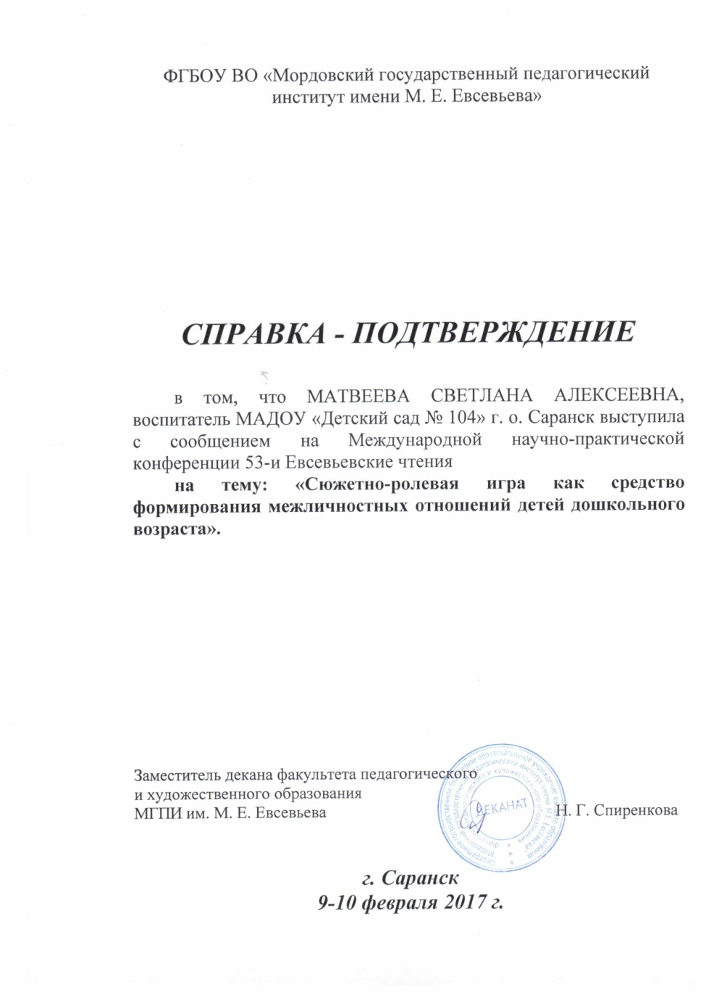 ФГБОУ ВО «Мордовский государственный педагогический
институт имени М. Е. Евсевьева»
СПРАВКА - ПОДТВЕРЖДЕНИЕ
в том, что МАТВЕЕВА СВЕТЛАНА АЛЕКСЕЕВНА,
воспитатель МАДОУ «Детский сад № 104» г. о. Саранск выступила
с сообщением на Международной научно-практической
конференции 53-и Евсевьевские чтения
на тему: «Сюжетно-ролевая игра как средство
формирования межличностных отношений детей дошкольного
возраста».
Заместитель декана факультета педагогического
и художественного образования
МГПИ им. М. Е. Евсевьева
Н. Г. Спиренкова
ДЕКАНАТ
г. Саранск
9-10 февраля 2017 г.